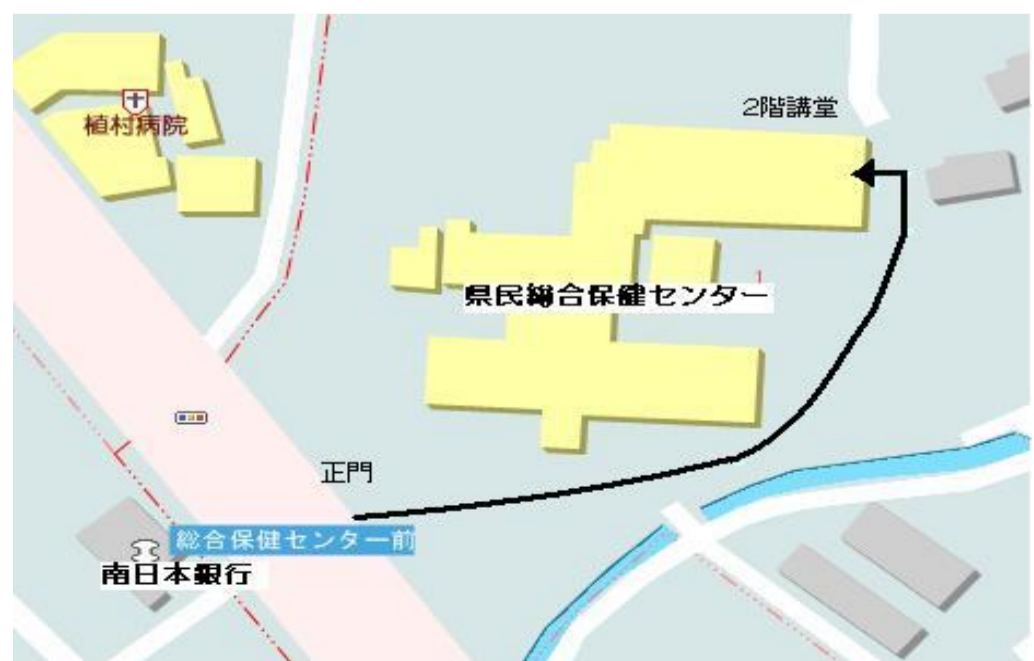 2階講堂
植村病院
1
県民総合保健センター
正門
総合保健センター前
南日本銀行